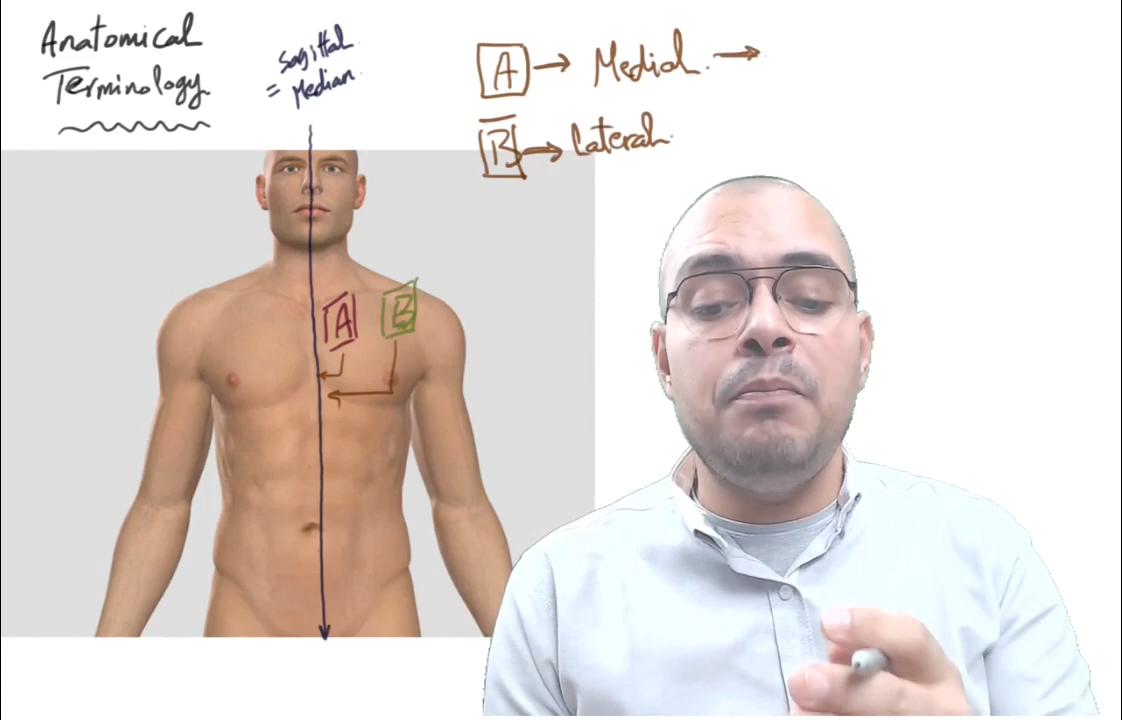 Anatomical
Terminology
Sagittal
= Median
A → Medial. →
B → Lateral.
A
B